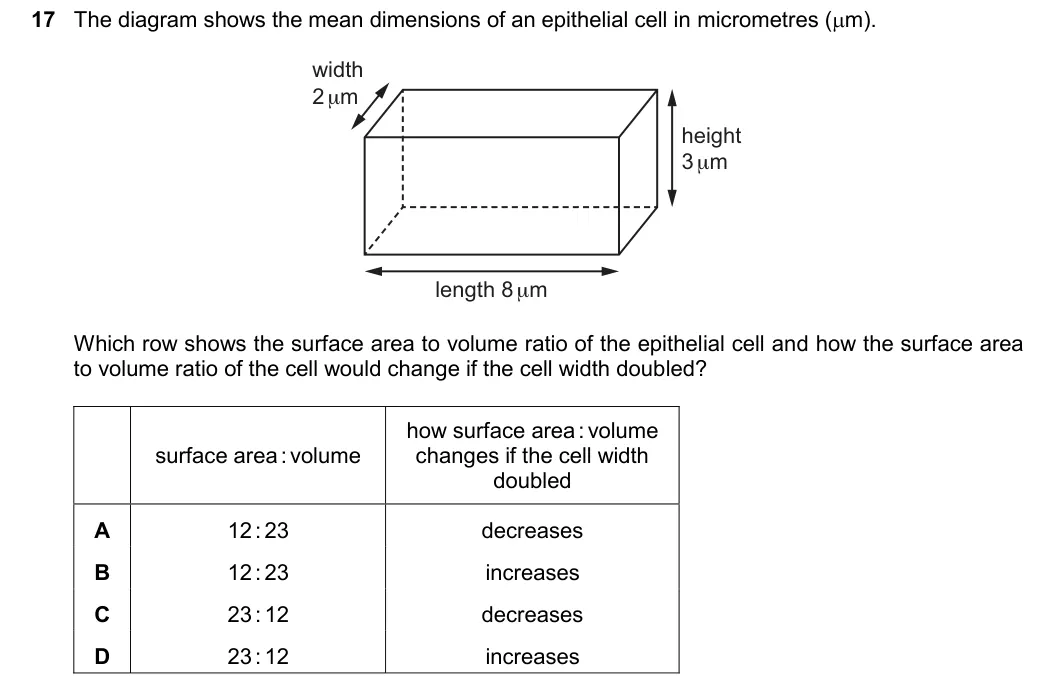 17 The diagram shows the mean dimensions of an epithelial cell in micrometres (μm).
width
2 μm
height
3 μm
length 8 μm
Which row shows the surface area to volume ratio of the epithelial cell and how the surface area
to volume ratio of the cell would change if the cell width doubled?
surface area : volume
how surface area : volume
changes if the cell width
doubled
A 12 : 23 decreases
B 12 : 23 increases
C 23 : 12 decreases
D 23 : 12 increases